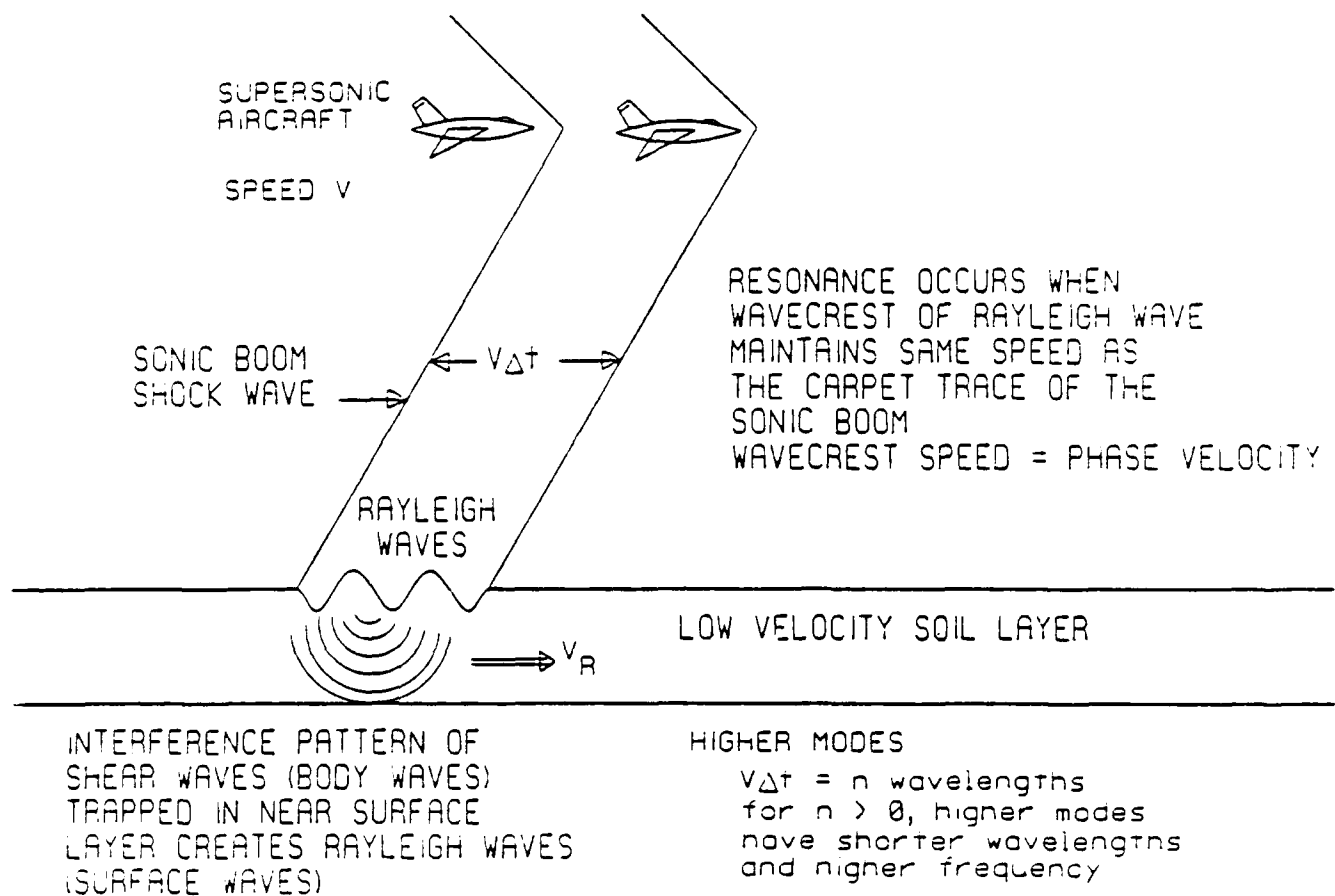 SUPERSONIC
AIRCRAFT
SPEED V
RESONANCE OCCURS WHEN
WAVECREST OF RAYLEIGH WAVE
MAINTAINS SAME SPEED AS
THE CARPET TRACE OF THE
SONIC BOOM
WAVECREST SPEED = PHASE VELOCITY
SONIC BOOM
SHOCK WAVE
V△t
RAYLEIGH
WAVES
LOW VELOCITY SOIL LAYER
V_R
INTERFERENCE PATTERN OF
SHEAR WAVES (BODY WAVES)
TRAPPED IN NEAR SURFACE
LAYER CREATES RAYLEIGH WAVES
(SURFACE WAVES)
HIGHER MODES
V△t = n wavelengths
for n > 0, higher modes
have shorter wavelengths
and higher frequency